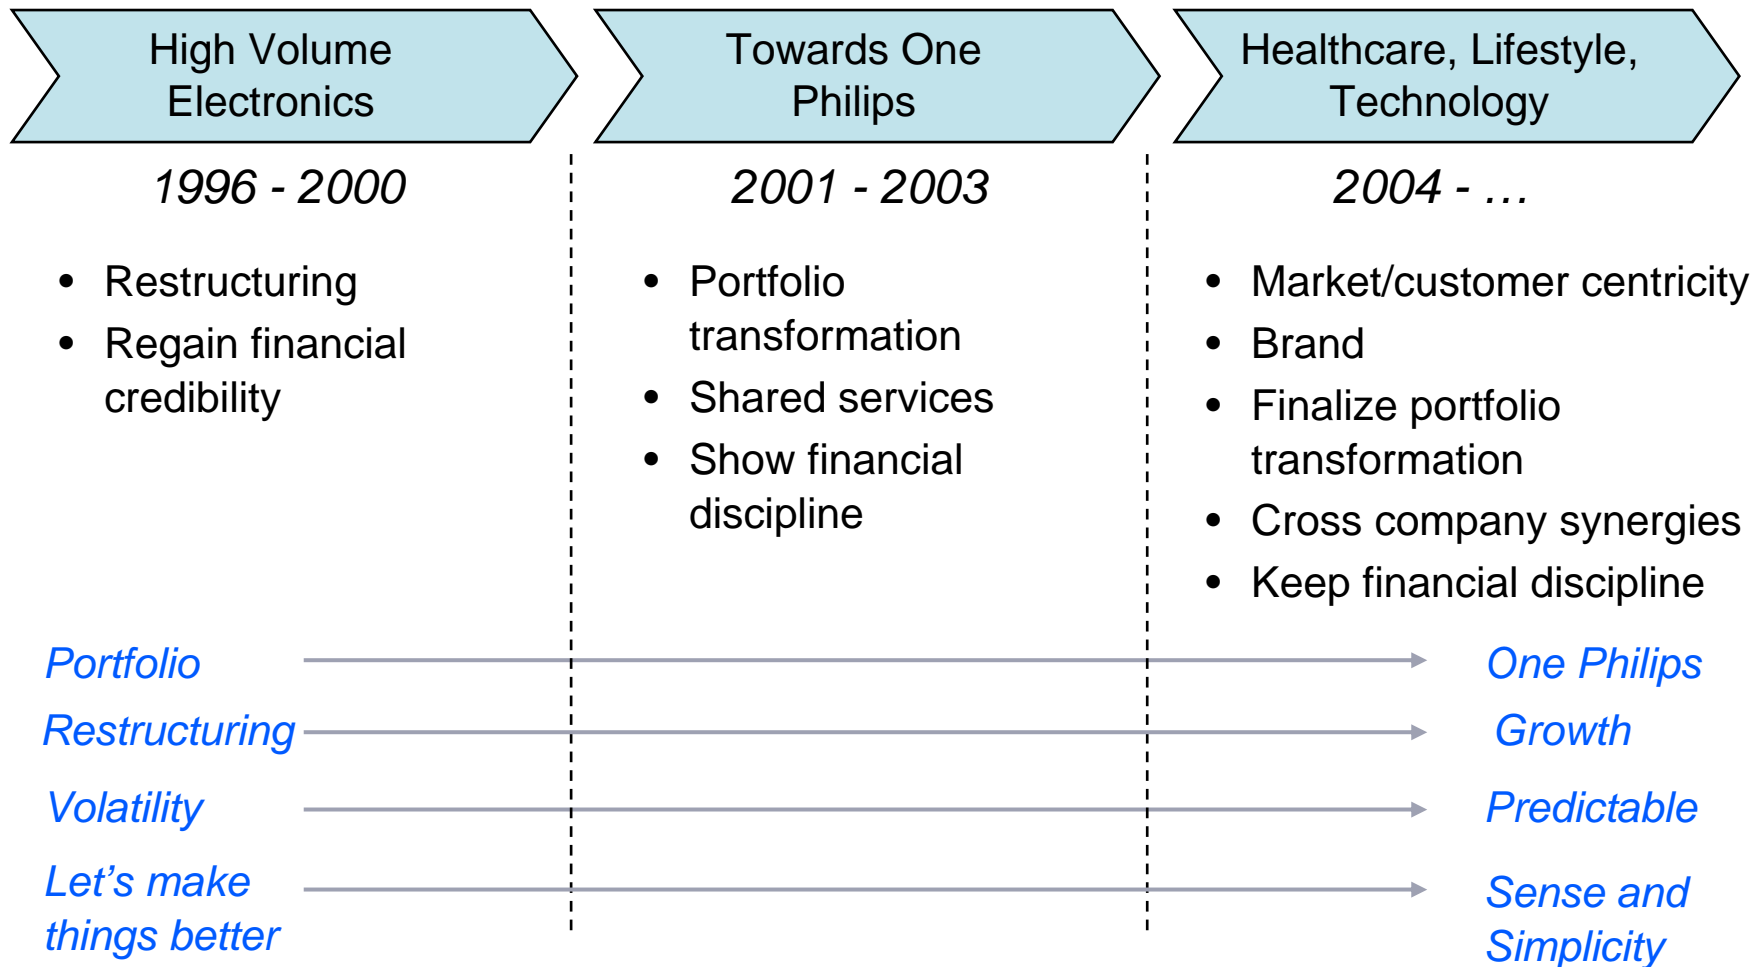 High Volume
Electronics
Towards One
Philips
Healthcare, Lifestyle,
Technology
1996 - 2000
2001 - 2003
2004 - …
• Restructuring
• Regain financial
credibility
• Portfolio
transformation
• Shared services
• Show financial
discipline
• Market/customer centricity
• Brand
• Finalize portfolio
transformation
• Cross company synergies
• Keep financial discipline
Portfolio
One Philips
Restructuring
Growth
Volatility
Predictable
Let’s make
things better
Sense and
Simplicity